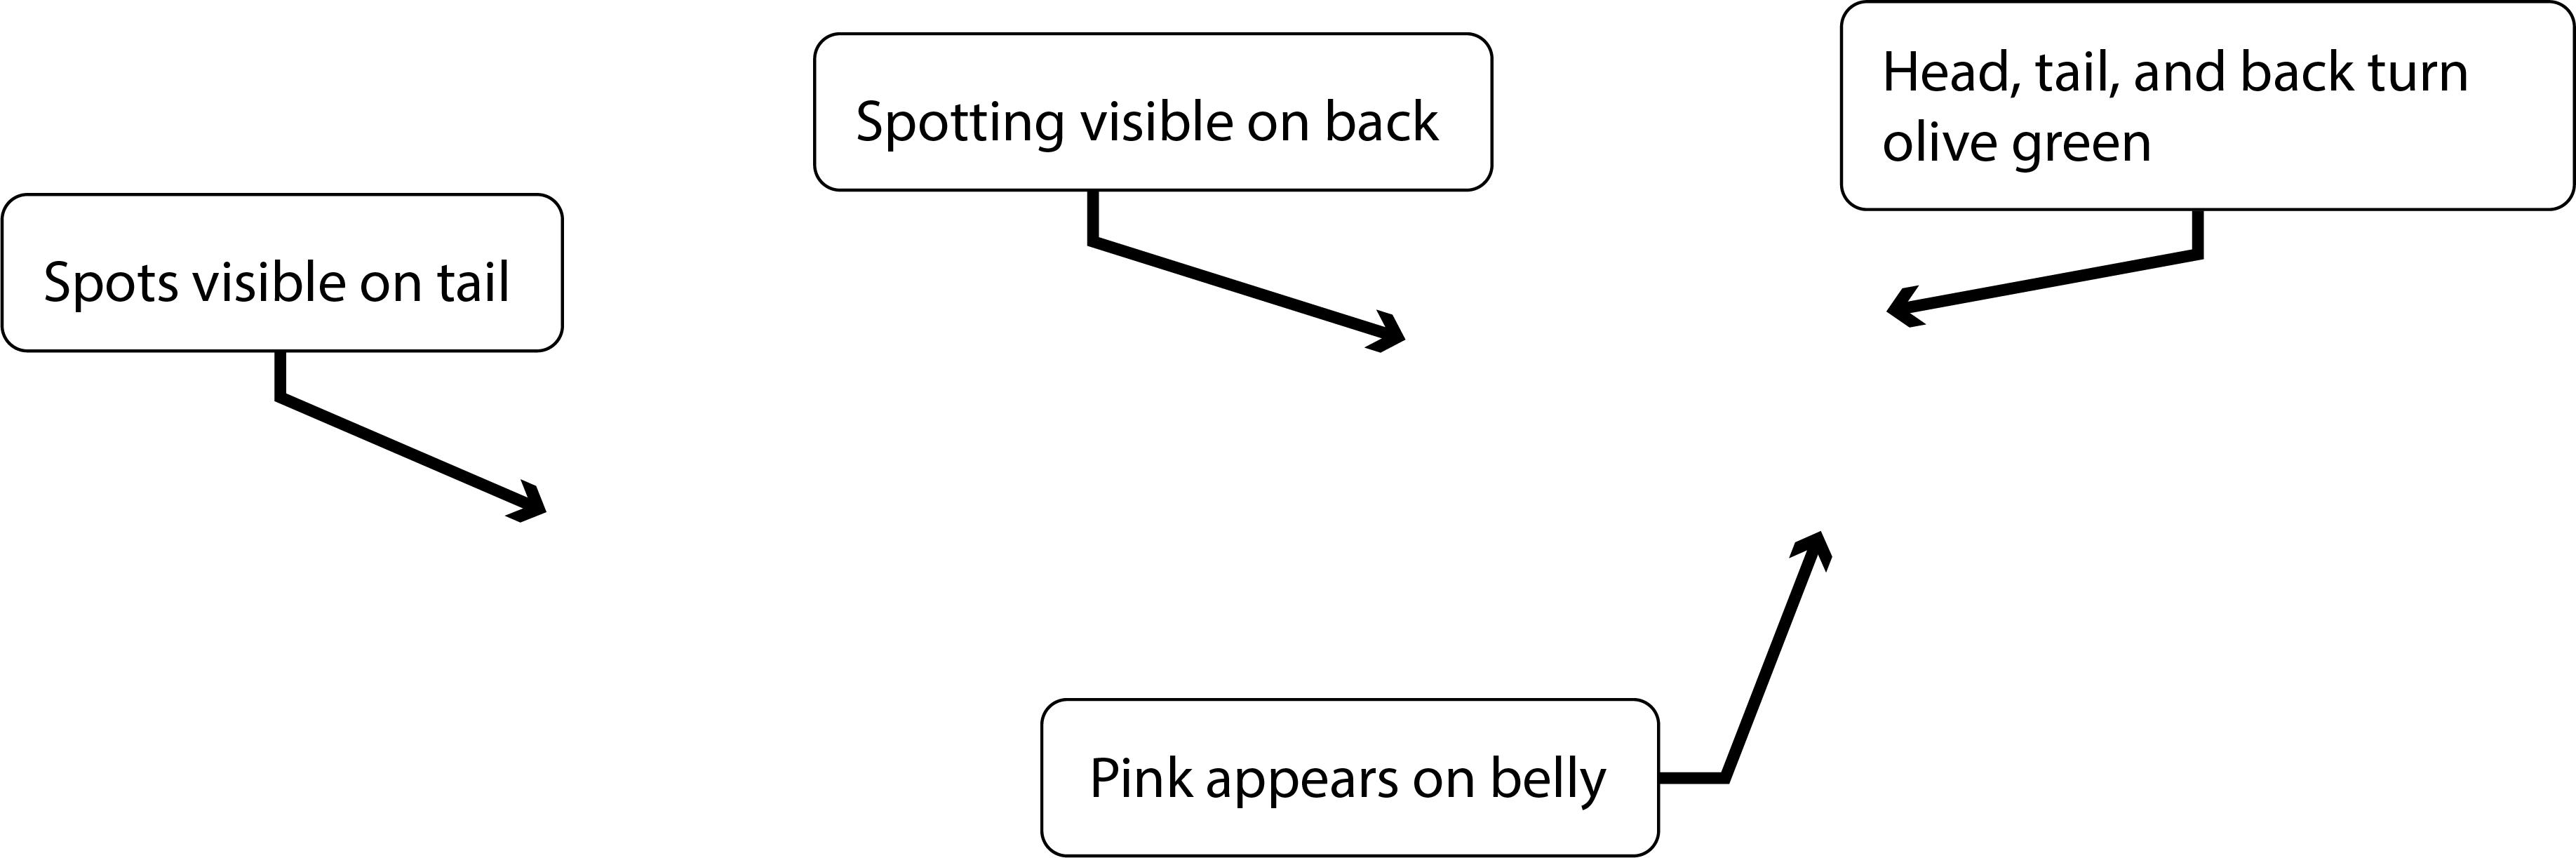 Spots visible on tail
Spotting visible on back
Head, tail, and back turn
olive green
Pink appears on belly